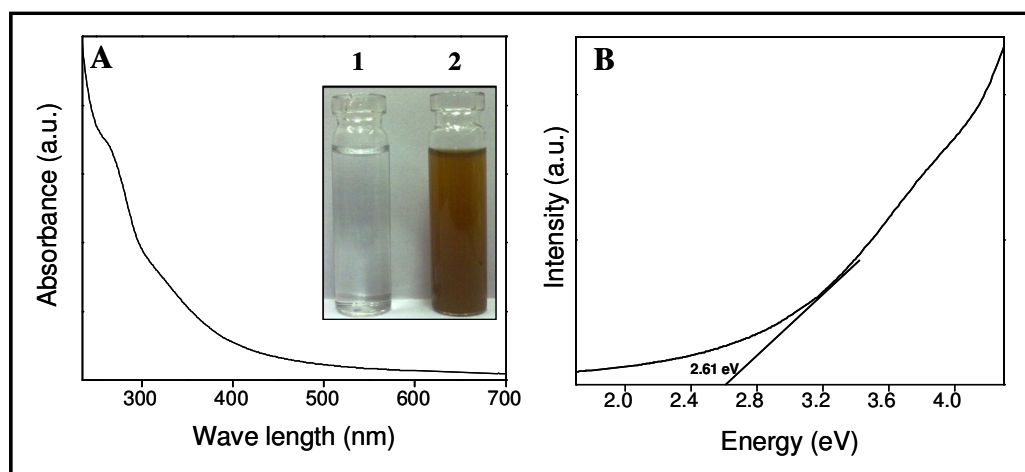 A
1 2
Absorbance (a.u.)
300 400 500 600 700
Wave length (nm)
B
Intensity (a.u.)
2.61 eV
2.0 2.4 2.8 3.2 3.6 4.0
Energy (eV)